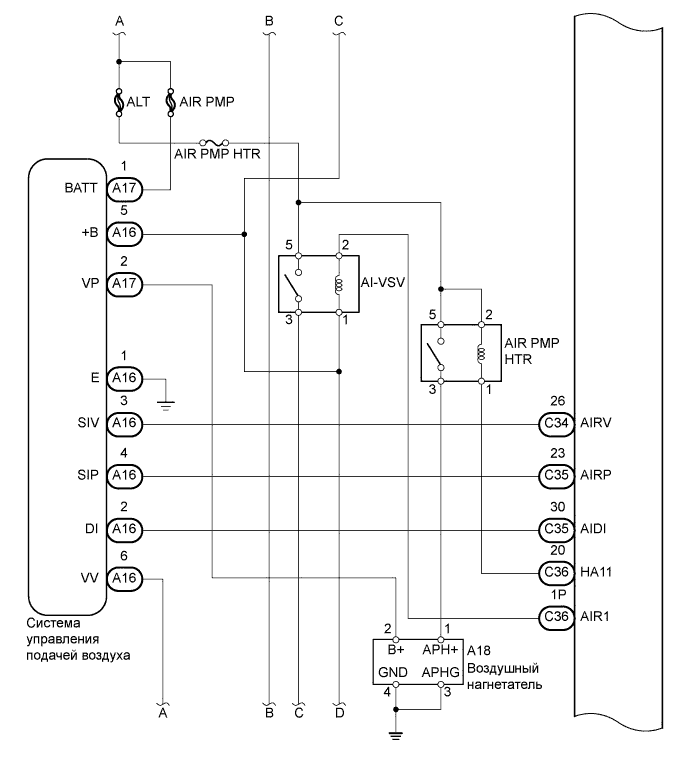 A B C
ALT AIR PMP
AIR PMP HTR
1
BATT A17
5
+B A16
5 2
2
VP A17
AI-VSV
3 1
5 2
AIR PMP
HTR
1
E A16
3 1
3 26
SIV A16 C34 AIRV
4 23
SIP A16 C35 AIRP
2 30
DI A16 C35 AIDI
6 20
VV A16 C36 HA11
1P
C36 AIR1
Система
управления
подачей воздуха
2 1
B+ APH+ A18
Воздушный
нагнетатель
GND APHG
4 3
A B C D